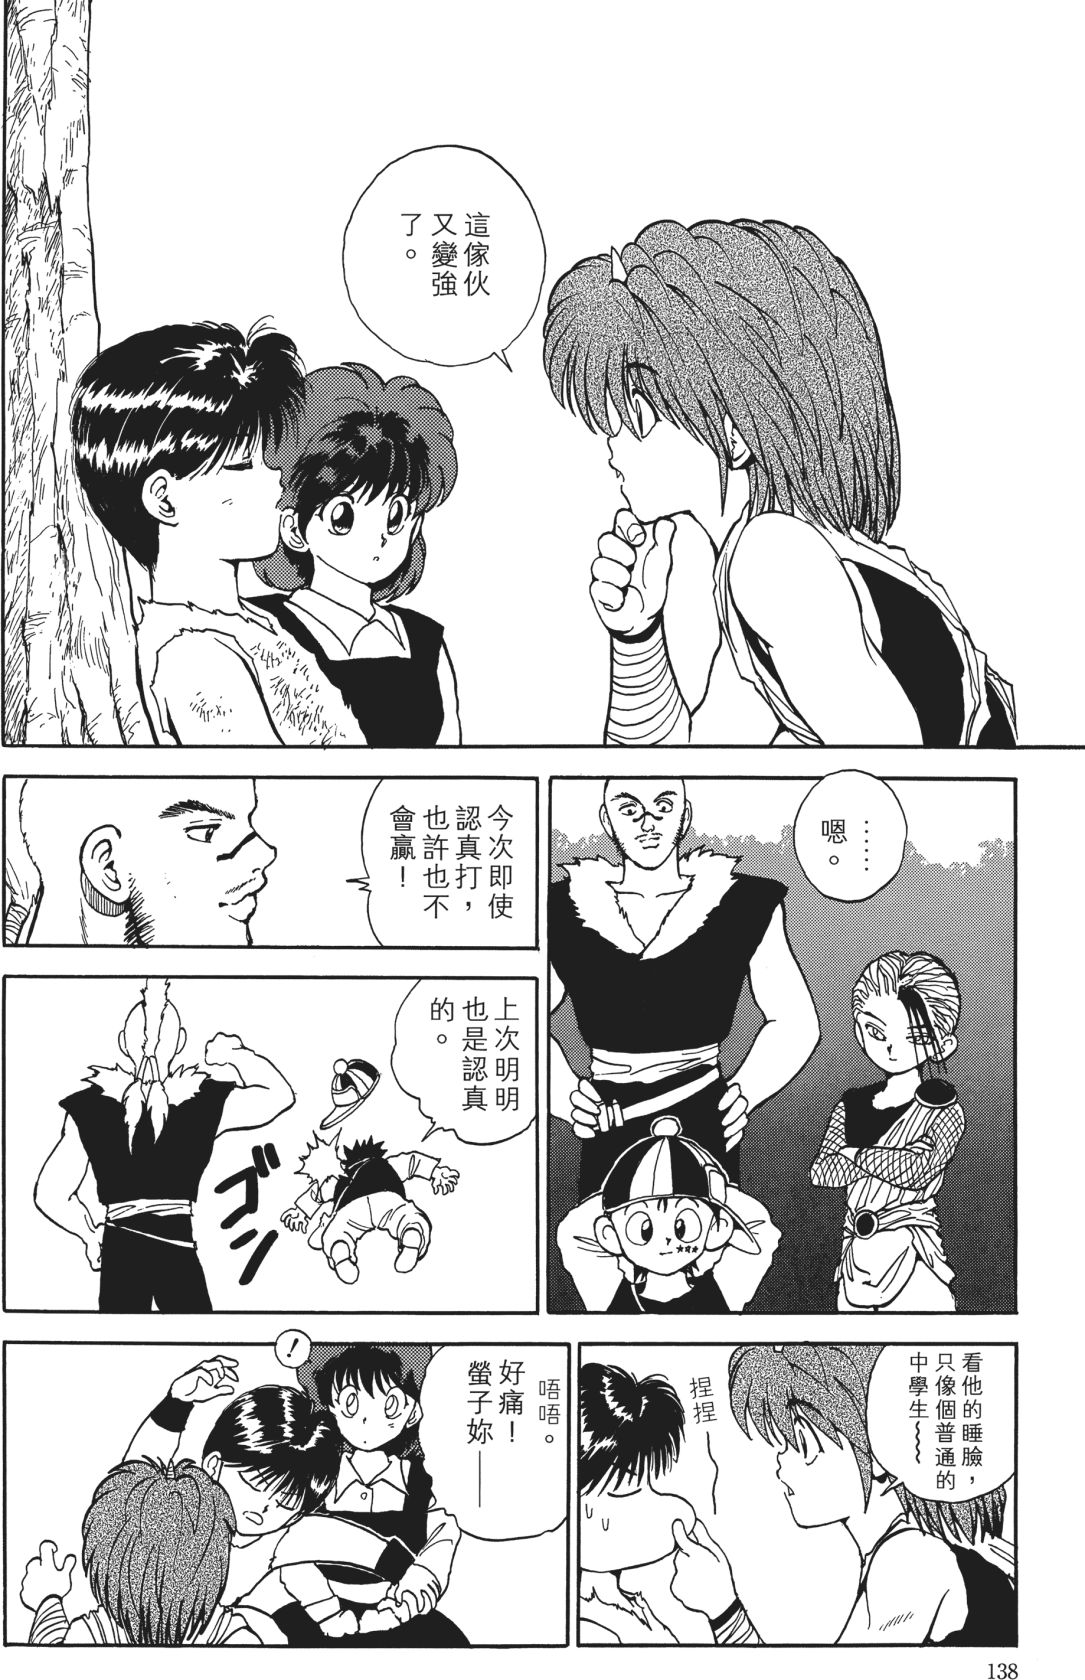 這傢伙
又變強
了。
……
嗯。
今次即使
認真打，
也許也不
會贏！
上次明明
也是認真
的。
ゴン
看他的睡臉，
只像個普通的
中學生～～
捏捏
唔唔。
好痛！
螢子妳——
！
138